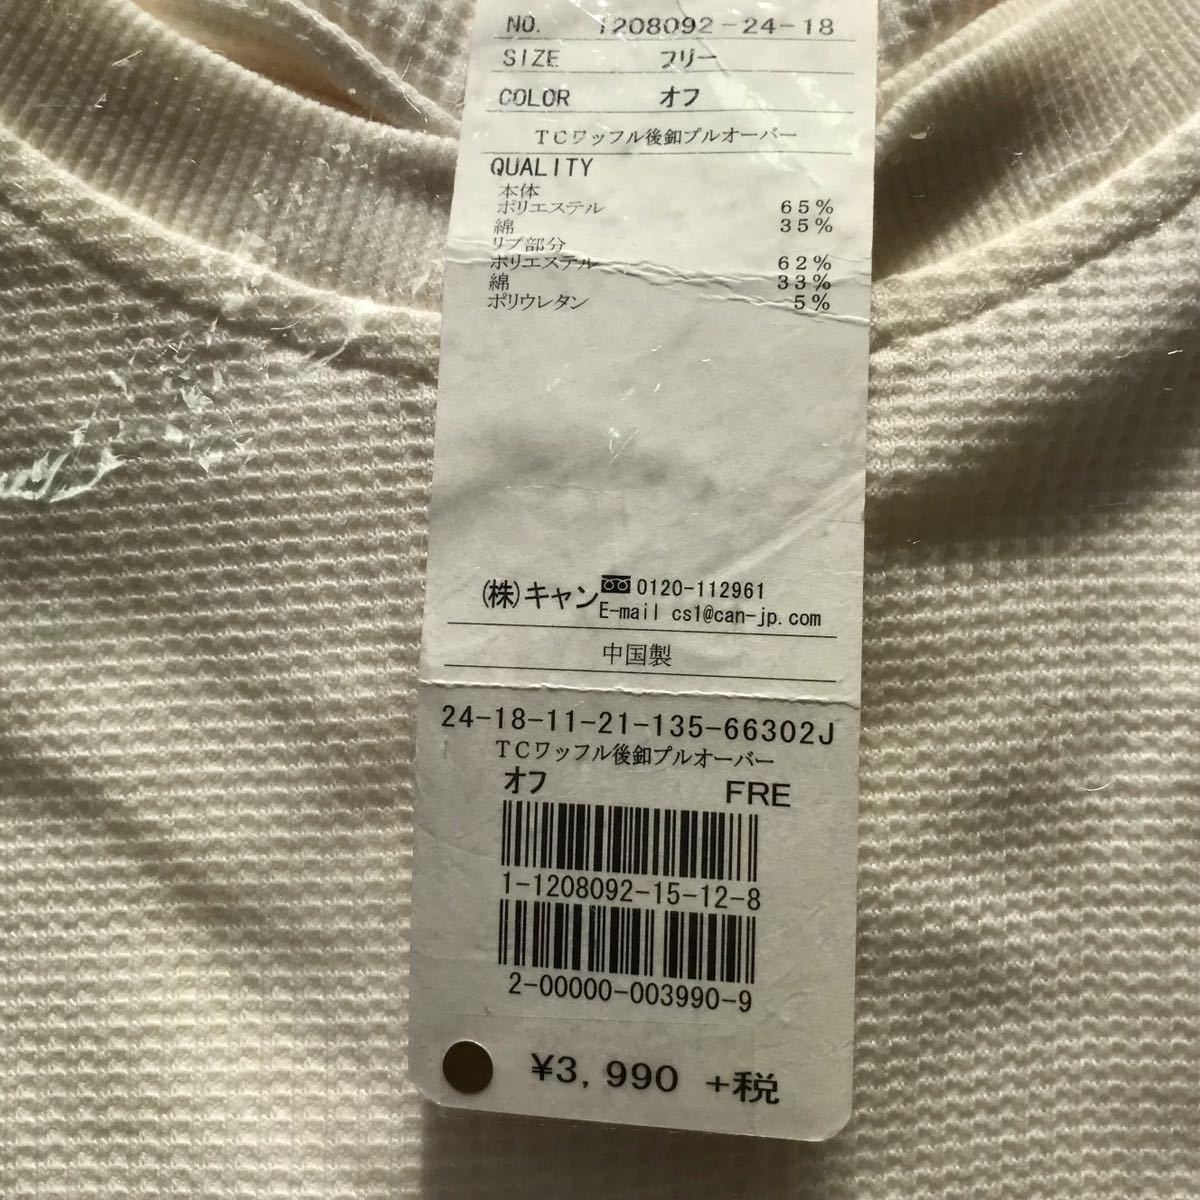 NO. 1208092-24-18
SIZE フリー
COLOR オフ
TCワッフル後釦プルオーバー
QUALITY
本体
ポリエステル 65%
綿 35%
リブ部分
ポリエステル 62%
綿 33%
ポリウレタン 5%
(株)キャン 0120-112961
E-mail cs1@can-jp.com
中国製
24-18-11-21-135-66302J
TCワッフル後釦プルオーバー
オフ FRE
1-1208092-15-12-8
2-00000-003990-9
¥3,990 +税